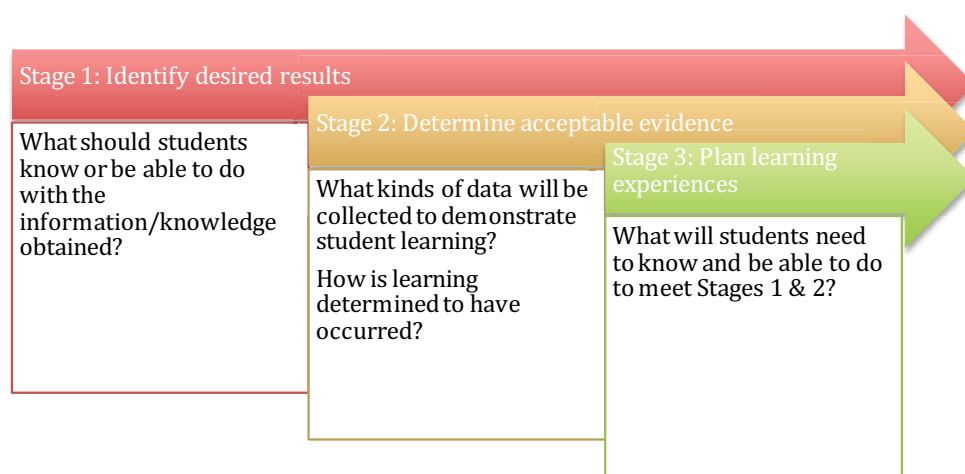 Stage 1: Identify desired results
What should students
know or be able to do
with the
information/knowledge
obtained?
Stage 2: Determine acceptable evidence
What kinds of data will be
collected to demonstrate
student learning?
How is learning
determined to have
occurred?
Stage 3: Plan learning
experiences
What will students need
to know and be able to do
to meet Stages 1 & 2?